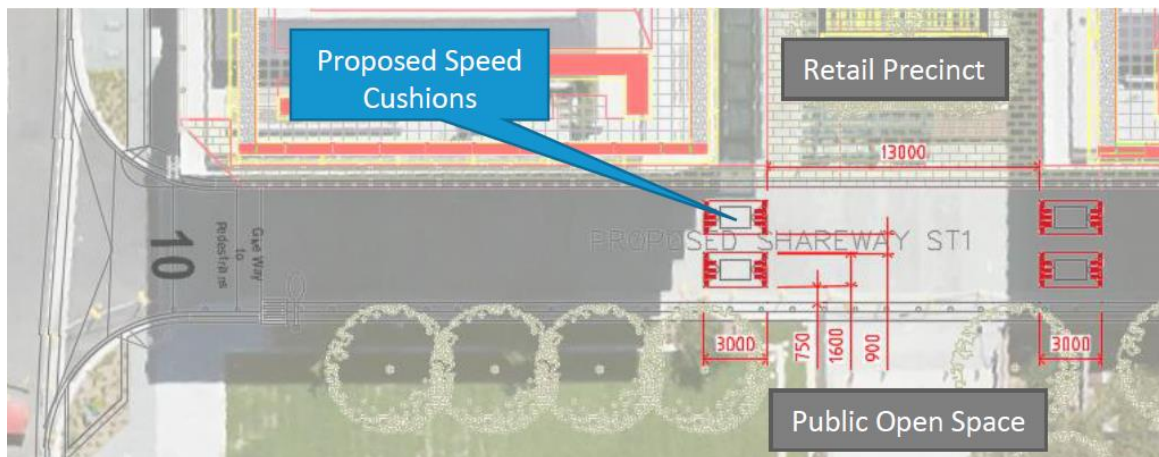 Proposed Speed
Cushions
Retail Precinct
13000
PROPOSED SHAREWAY ST1
10
Give Way
to
Pedestrians
3000
750
1600
900
3000
Public Open Space